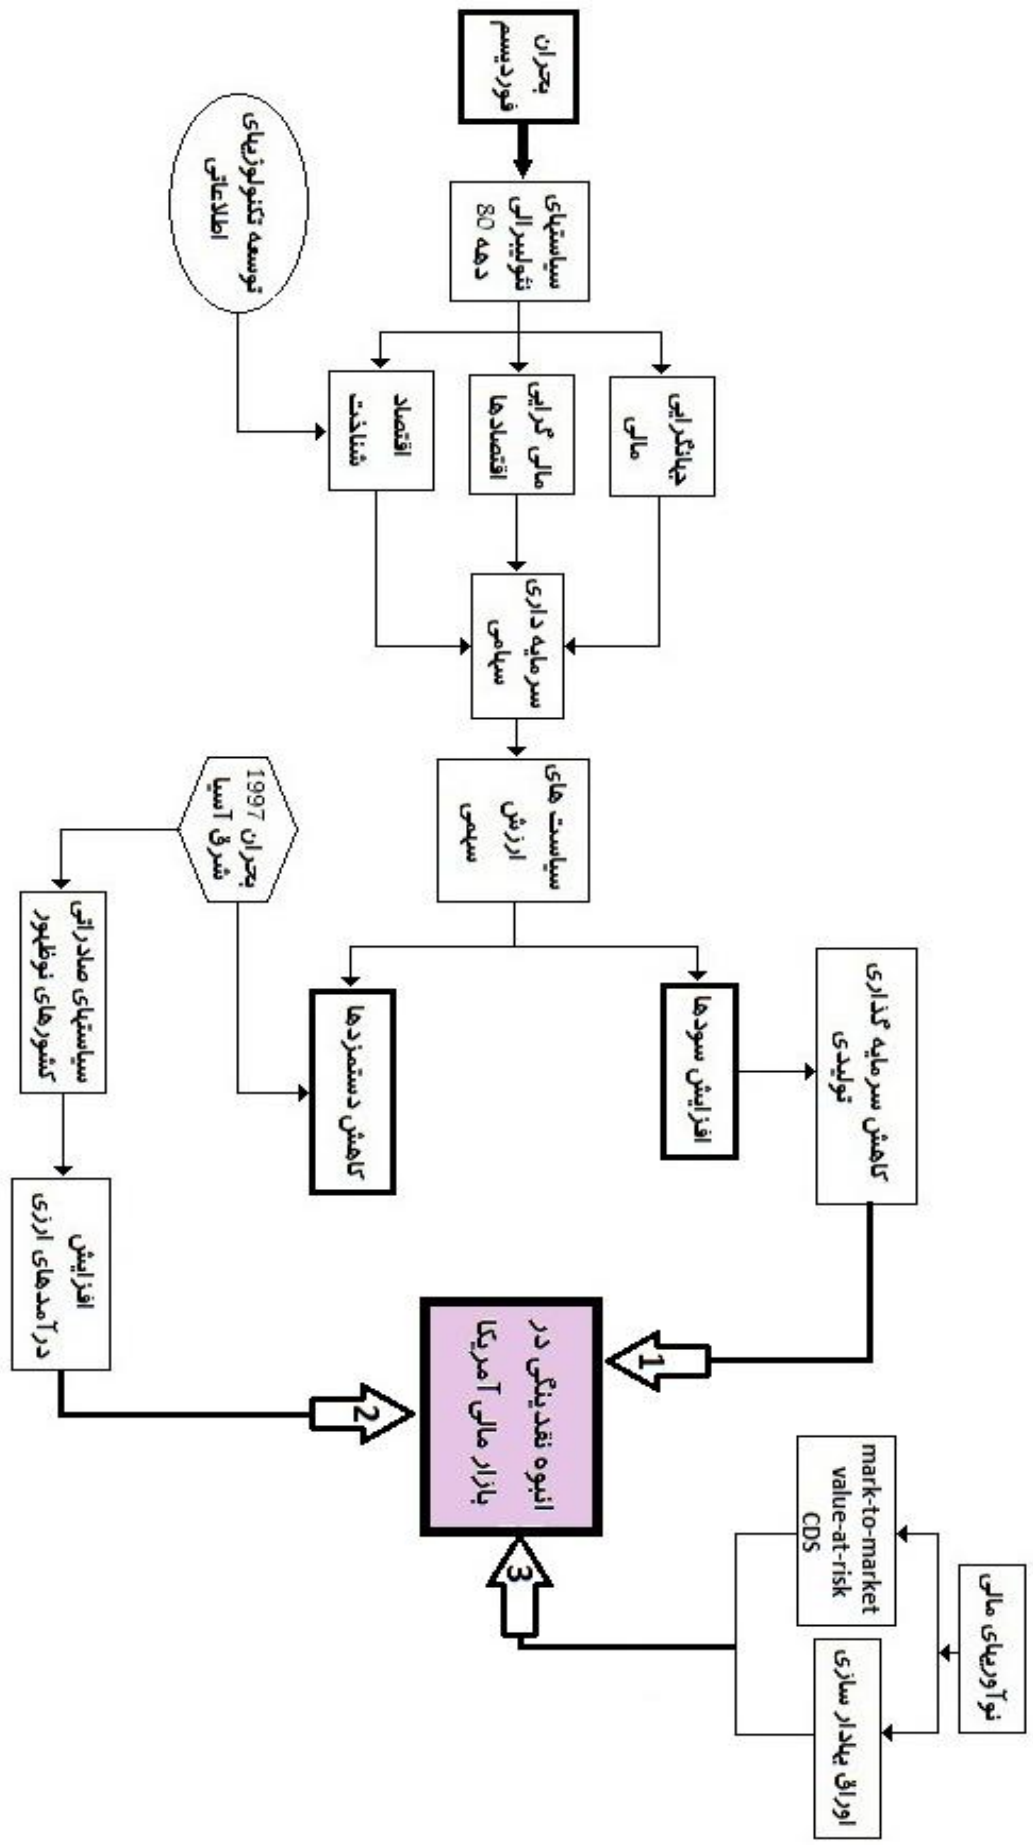 بحران
فوردیسم
سیاستهای
نئولیبرالی
دهه 80
توسعه تکنولوژیهای
اطلاعاتی
جهانگرایی
مالی
مالی گرایی
اقتصادها
اقتصاد
شناخت
سرمایه داری
سهامی
سیاست های
ارزش
سهمی
بحران 1997
شرق آسیا
کاهش سرمایه گذاری
تولیدی
افزایش سودها
کاهش دستمزدها
سیاستهای صادراتی
کشورهای نوظهور
افزایش
درآمدهای ارزی
1
2
3
انبوه نقدینگی در
بازار مالی آمریکا
نوآوریهای مالی
mark-to-market
value-at-risk
CDS
اوراق بهادار سازی